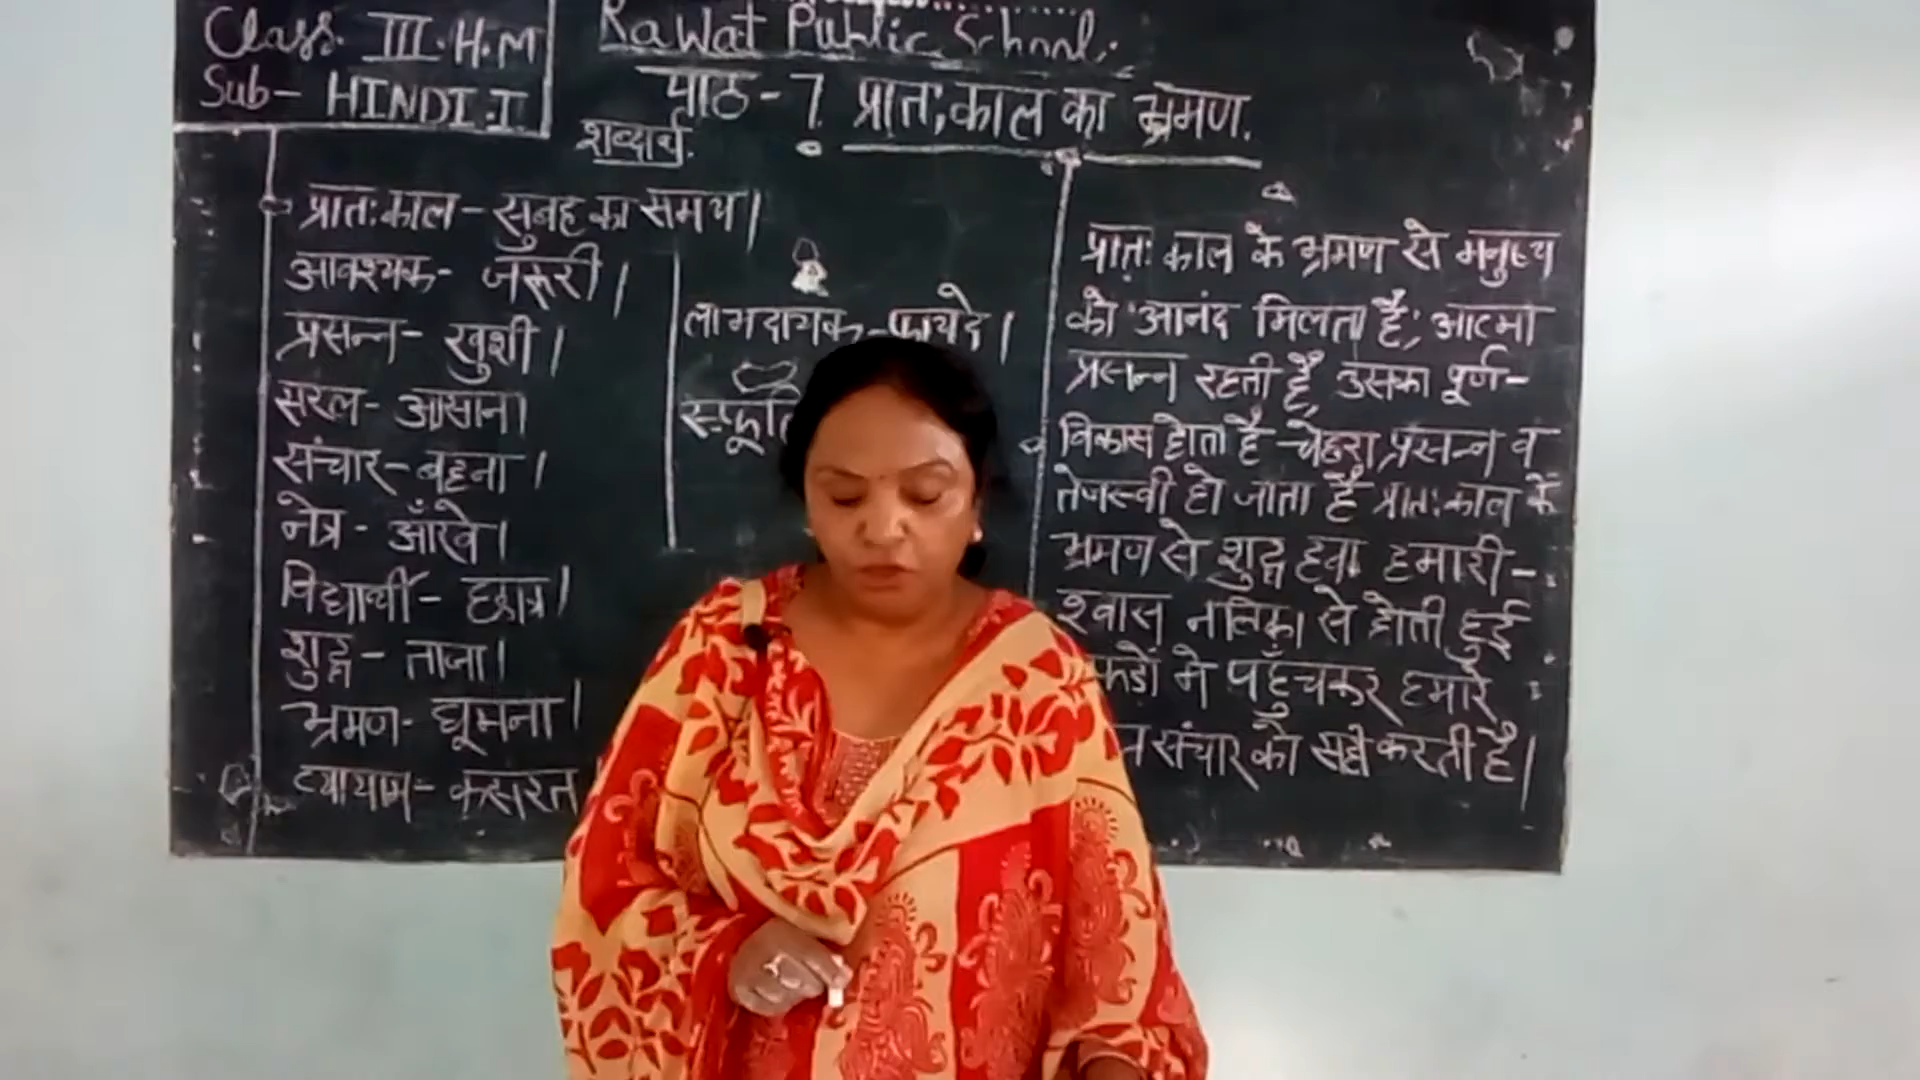 Class. III. H.M
Sub- HINDI.I
Rawat Public School.
पाठ-7 प्रात:काल का भ्रमण.
शब्दार्थ.
प्रात:काल - सुबह का समय।
आवश्यक- जरूरी।
प्रसन्न- खुशी।
सरल- आसान।
संचार- बहना।
नेत्र- आँखे।
विद्यार्थी- छात्र।
शुद्ध- ताजा।
भ्रमण- घूमना।
व्यायाम- कसरत
लाभदायक-फायदे।
स्फूर्ति
प्रात: काल के भ्रमण से मनुष्य
को आनंद मिलता है; आत्मा
प्रसन्न रहती है, उसका पूर्ण-
विकास होता है चेहरा प्रसन्न व
तेजस्वी हो जाता है प्रात:काल के
भ्रमण से शुद्ध हवा हमारी-
श्वास नलिका से होती हुई
फड़ों मे पहुँचकर हमारे
त संचार को सही करती है।